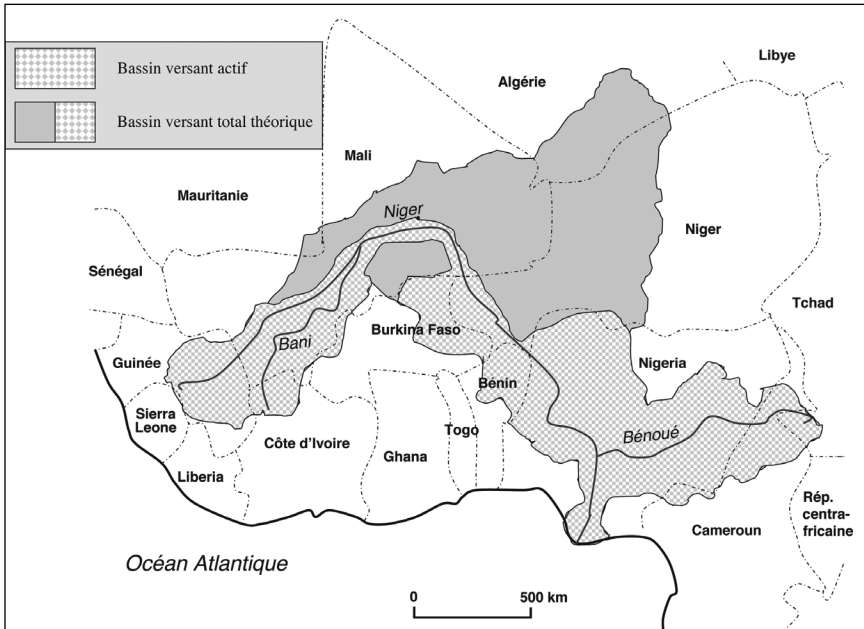 Bassin versant actif
Bassin versant total théorique
Libye
Algérie
Mali
Mauritanie
Niger
Niger
Sénégal
Tchad
Burkina Faso
Bani
Guinée
Nigeria
Bénin
Sierra
Leone
Togo
Bénoué
Côte d'Ivoire
Ghana
Liberia
Rép.
centra-
fricaine
Cameroun
Océan Atlantique
0
500 km